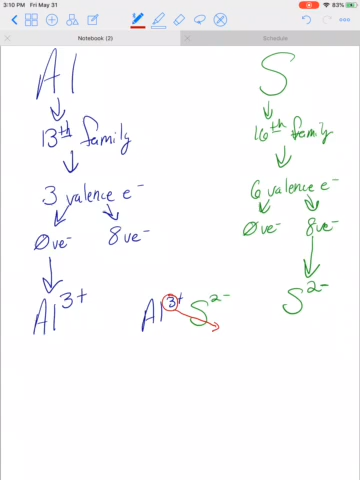 3:10 PM Fri May 31
83%
Notebook (2)
Schedule
Al
S
13th family
16th family
3 valence e⁻
6 valence e⁻
0ve⁻ 8ve⁻
0ve⁻ 8ve⁻
Al³⁺
Al³⁺ S²⁻
S²⁻